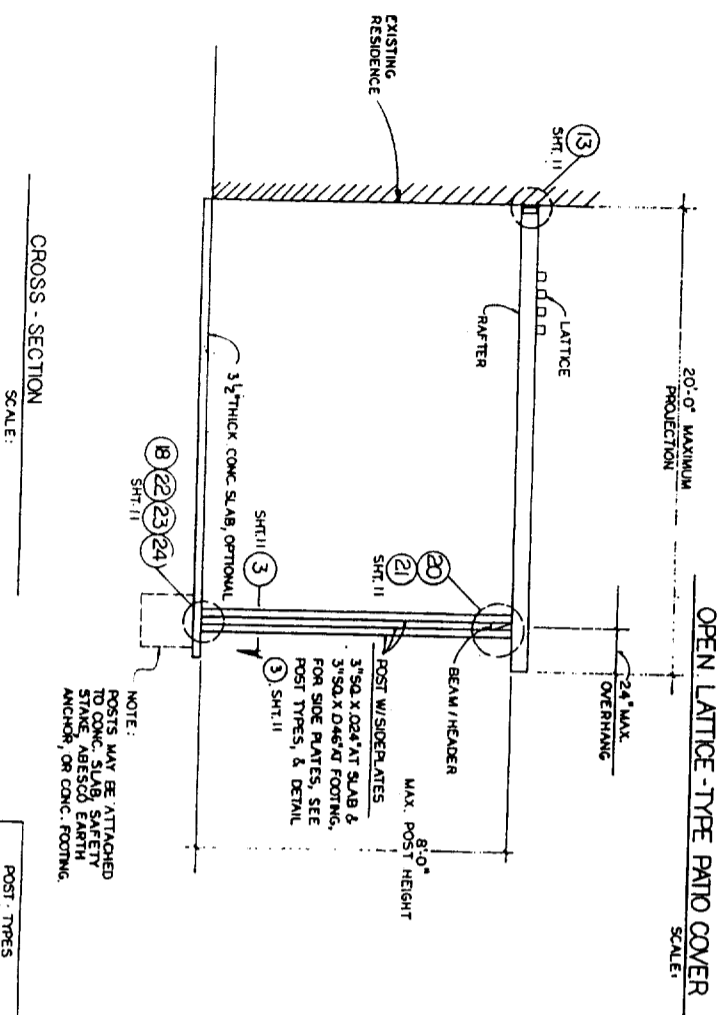 OPEN LATTICE-TYPE PATIO COVER
SCALE:
20'-0" MAXIMUM
PROJECTION
24" MAX.
OVERHANG
13
SHT. 11
LATTICE
RAFTER
EXISTING
RESIDENCE
BEAM/HEADER
20
21
SHT. 11
8'-0"
MAX. POST HEIGHT
POST W/SIDEPLATES
3"SQ. X .024" AT SLAB &
3"SQ. X .046" AT FOOTING,
FOR SIDE PLATES, SEE
POST TYPES, & DETAIL
3 SHT. 11
SHT. 11 3
3 ½" THICK CONC. SLAB, OPTIONAL
18 22 23 24
SHT. 11
NOTE:
POSTS MAY BE ATTACHED
TO CONC. SLAB, SAFETY
STAKE, ABESCO EARTH
ANCHOR, OR CONC. FOOTING.
CROSS - SECTION
SCALE:
POST - TYPES